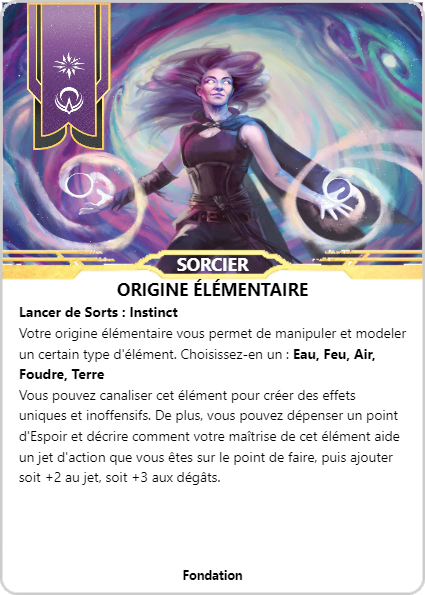 SORCIER
ORIGINE ÉLÉMENTAIRE
Lancer de Sorts : Instinct
Votre origine élémentaire vous permet de manipuler et modeler
un certain type d'élément. Choisissez-en un : Eau, Feu, Air,
Foudre, Terre
Vous pouvez canaliser cet élément pour créer des effets
uniques et inoffensifs. De plus, vous pouvez dépenser un point
d'Espoir et décrire comment votre maîtrise de cet élément aide
un jet d'action que vous êtes sur le point de faire, puis ajouter
soit +2 au jet, soit +3 aux dégâts.
Fondation